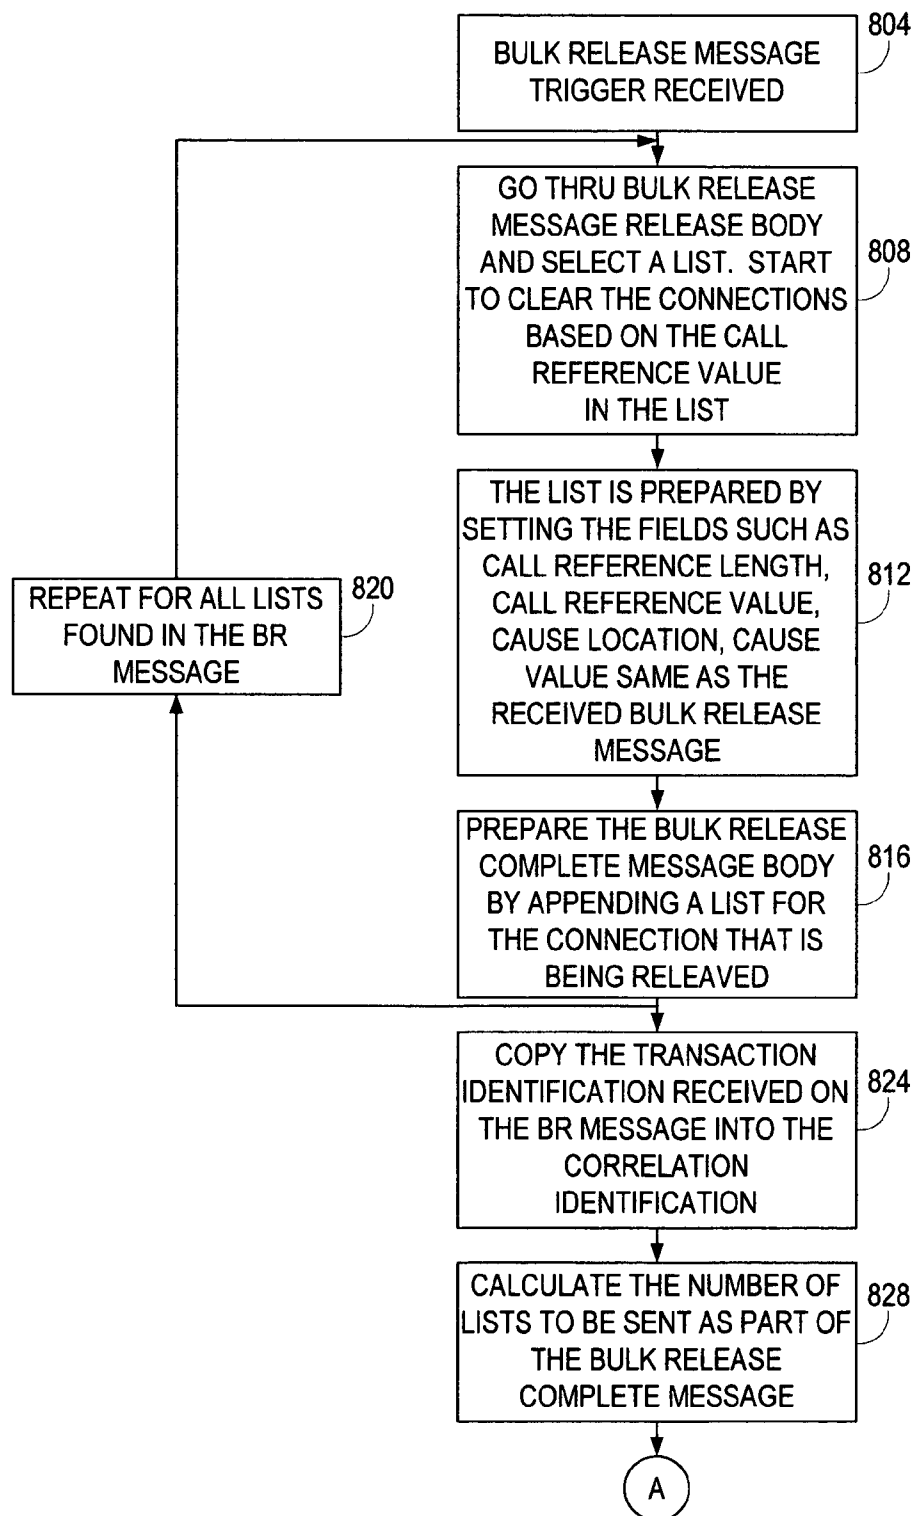 BULK RELEASE MESSAGE
TRIGGER RECEIVED
804
GO THRU BULK RELEASE
MESSAGE RELEASE BODY
AND SELECT A LIST. START
TO CLEAR THE CONNECTIONS
BASED ON THE CALL
REFERENCE VALUE
IN THE LIST
808
THE LIST IS PREPARED BY
SETTING THE FIELDS SUCH AS
CALL REFERENCE LENGTH,
CALL REFERENCE VALUE,
CAUSE LOCATION, CAUSE
VALUE SAME AS THE
RECEIVED BULK RELEASE
MESSAGE
812
PREPARE THE BULK RELEASE
COMPLETE MESSAGE BODY
BY APPENDING A LIST FOR
THE CONNECTION THAT IS
BEING RELEAVED
816
REPEAT FOR ALL LISTS
FOUND IN THE BR
MESSAGE
820
COPY THE TRANSACTION
IDENTIFICATION RECEIVED ON
THE BR MESSAGE INTO THE
CORRELATION
IDENTIFICATION
824
CALCULATE THE NUMBER OF
LISTS TO BE SENT AS PART OF
THE BULK RELEASE
COMPLETE MESSAGE
828
A